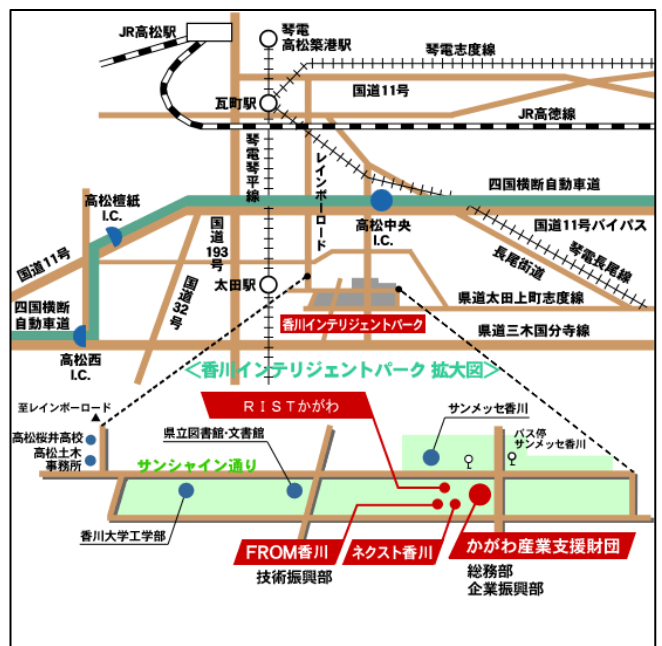 JR高松駅
琴電
高松築港駅
琴電志度線
国道11号
瓦町駅
JR高徳線
琴電琴平線
レインボーロード
四国横断自動車道
高松檀紙
I.C.
高松中央
I.C.
国道11号バイパス
国道193号
国道11号
国道32号
長尾街道
琴電長尾線
太田駅
四国横断
自動車道
県道太田上町志度線
香川インテリジェントパーク
県道三木国分寺線
高松西
I.C.
<香川インテリジェントパーク 拡大図>
至レインボーロード
RISTかがわ
サンメッセ香川
高松桜井高校
高松土木
事務所
県立図書館・文書館
バス停
サンメッセ香川
サンシャイン通り
香川大学工学部
FROM香川
技術振興部
ネクスト香川
かがわ産業支援財団
総務部
企業振興部